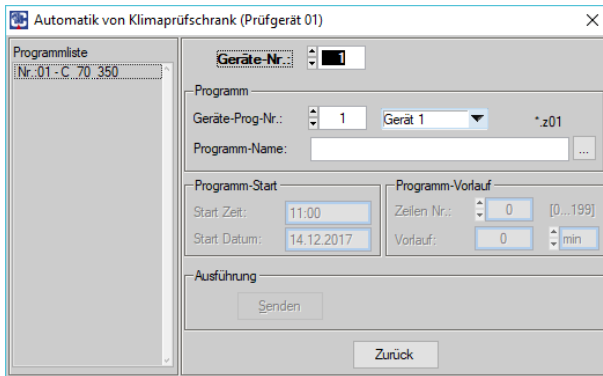 Automatik von Klimaprüfschrank (Prüfgerät 01)
Programmliste
Nr.:01 - C_70_350
Geräte-Nr.: 1
Programm
Geräte-Prog-Nr.: 1 Gerät 1 *.z01
Programm-Name: ...
Programm-Start
Start Zeit: 11:00
Start Datum: 14.12.2017
Programm-Vorlauf
Zeilen Nr.: 0 [0...199]
Vorlauf: 0 min
Ausführung
Senden
Zurück